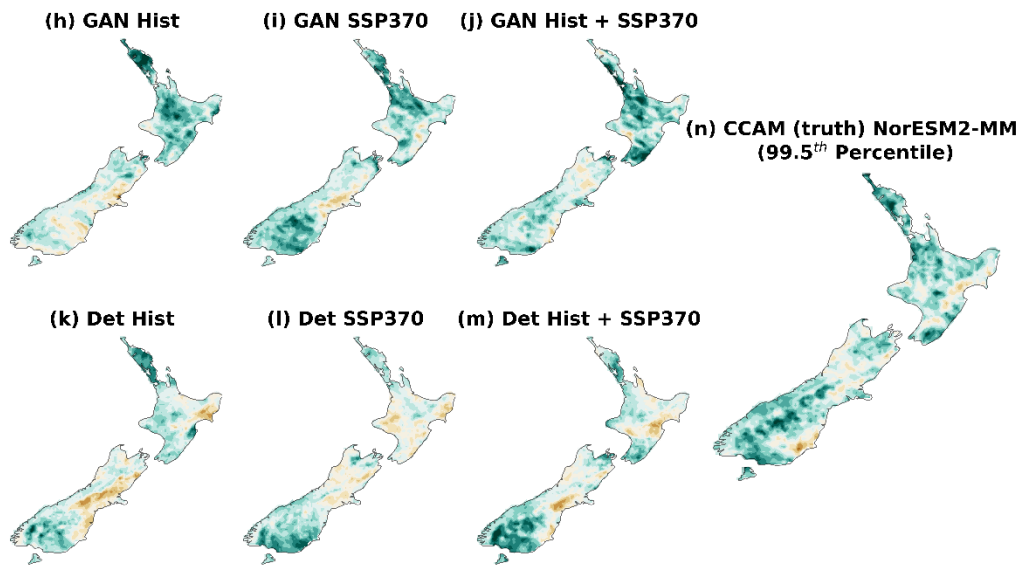 (h) GAN Hist
(i) GAN SSP370
(j) GAN Hist + SSP370
(n) CCAM (truth) NorESM2-MM
(99.5th Percentile)
(k) Det Hist
(l) Det SSP370
(m) Det Hist + SSP370